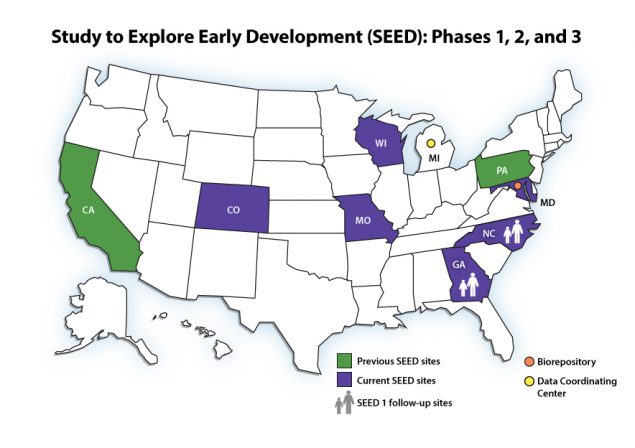 Study to Explore Early Development (SEED): Phases 1, 2, and 3
WI
MI
PA
CA
CO
MO
MD
NC
GA
Previous SEED sites
Current SEED sites
SEED 1 follow-up sites
Biorepository
Data Coordinating
Center